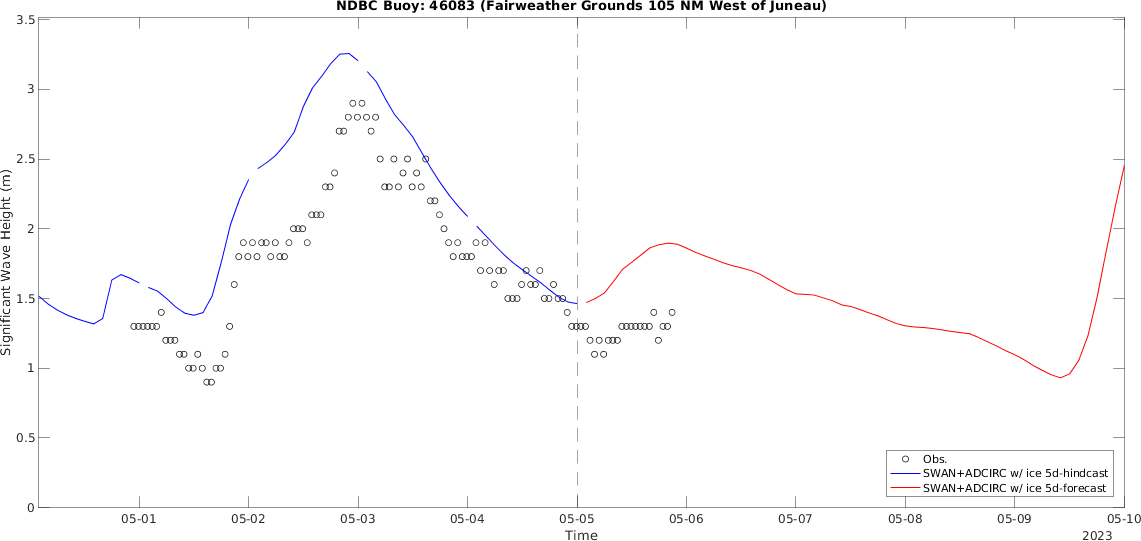 NDBC Buoy: 46083 (Fairweather Grounds 105 NM West of Juneau)
3.5
3
2.5
2
1.5
1
0.5
0
Significant Wave Height (m)
Obs.
SWAN+ADCIRC w/ ice 5d-hindcast
SWAN+ADCIRC w/ ice 5d-forecast
05-01 05-02 05-03 05-04 05-05 05-06 05-07 05-08 05-09 05-10
Time
2023